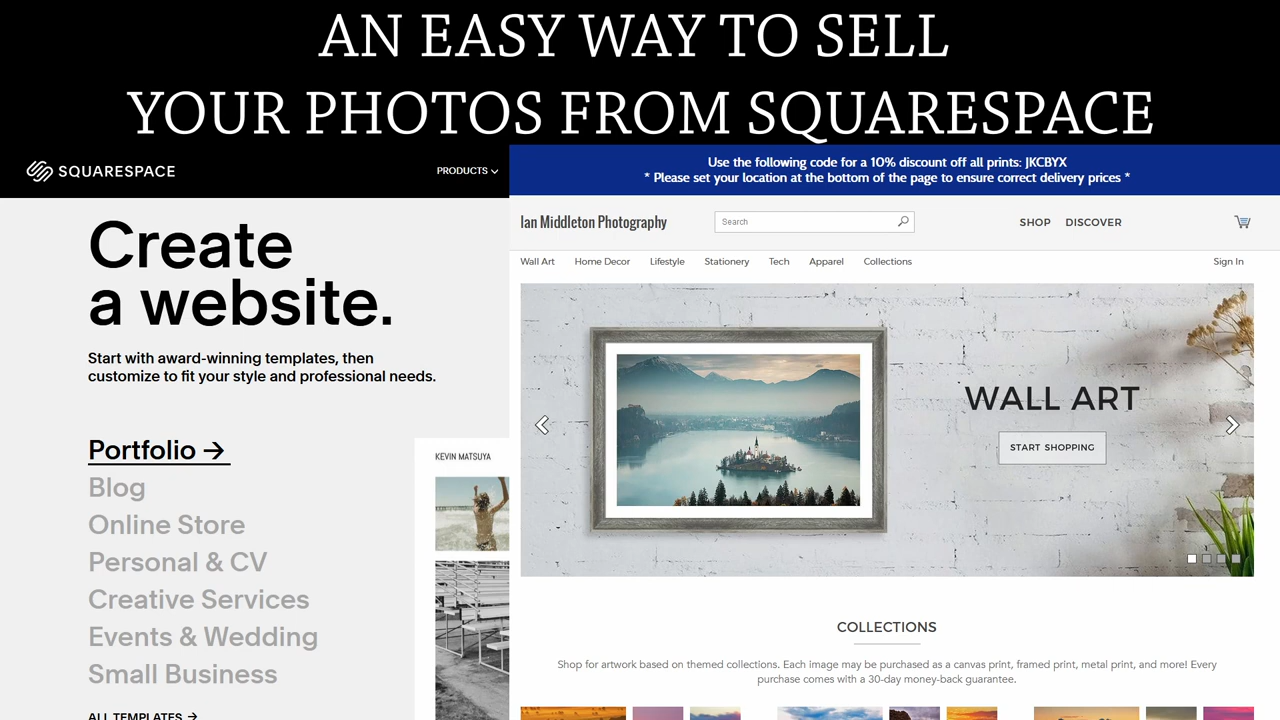 AN EASY WAY TO SELL
YOUR PHOTOS FROM SQUARESPACE
SQUARESPACE
PRODUCTS
Create
a website.
Start with award-winning templates, then
customize to fit your style and professional needs.
Portfolio →
Blog
Online Store
Personal & CV
Creative Services
Events & Wedding
Small Business
ALL TEMPLATES →
KEVIN MATSUYA
Use the following code for a 10% discount off all prints: JKCBYX
* Please set your location at the bottom of the page to ensure correct delivery prices *
Ian Middleton Photography
Search
SHOP DISCOVER
Wall Art Home Decor Lifestyle Stationery Tech Apparel Collections
Sign In
WALL ART
START SHOPPING
COLLECTIONS
Shop for artwork based on themed collections. Each image may be purchased as a canvas print, framed print, metal print, and more! Every
purchase comes with a 30-day money-back guarantee.